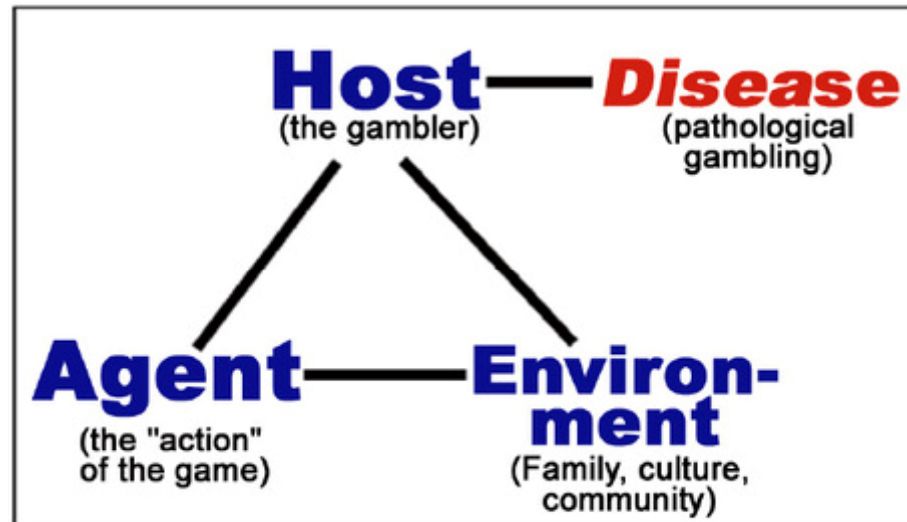 Host
(the gambler)
Disease
(pathological
gambling)
Agent
(the "action"
of the game)
Environ-
ment
(Family, culture,
community)